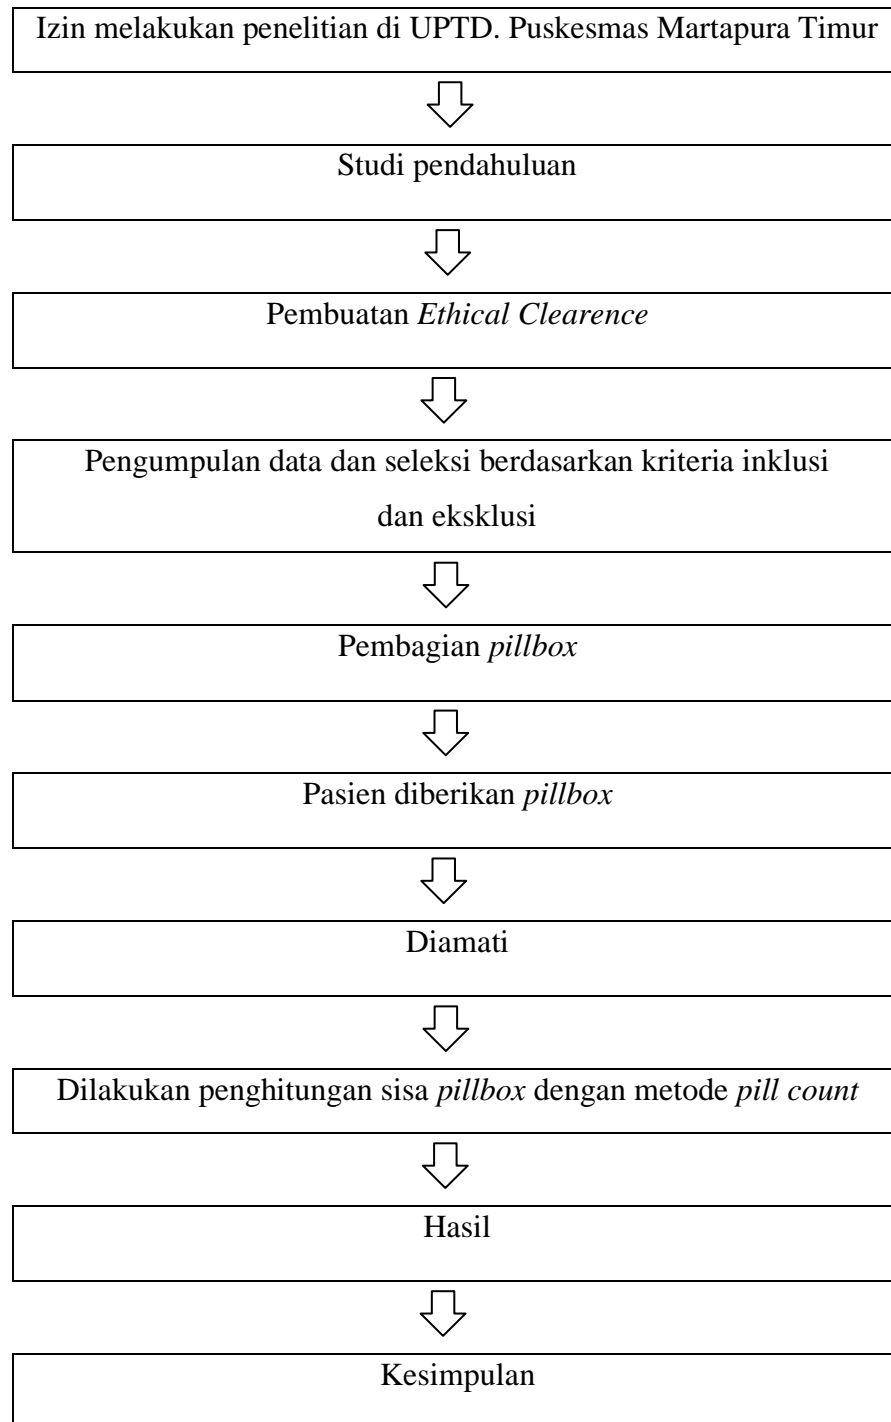 Izin melakukan penelitian di UPTD. Puskesmas Martapura Timur
Studi pendahuluan
Pembuatan Ethical Clearence
Pengumpulan data dan seleksi berdasarkan kriteria inklusi
dan eksklusi
Pembagian pillbox
Pasien diberikan pillbox
Diamati
Dilakukan penghitungan sisa pillbox dengan metode pill count
Hasil
Kesimpulan